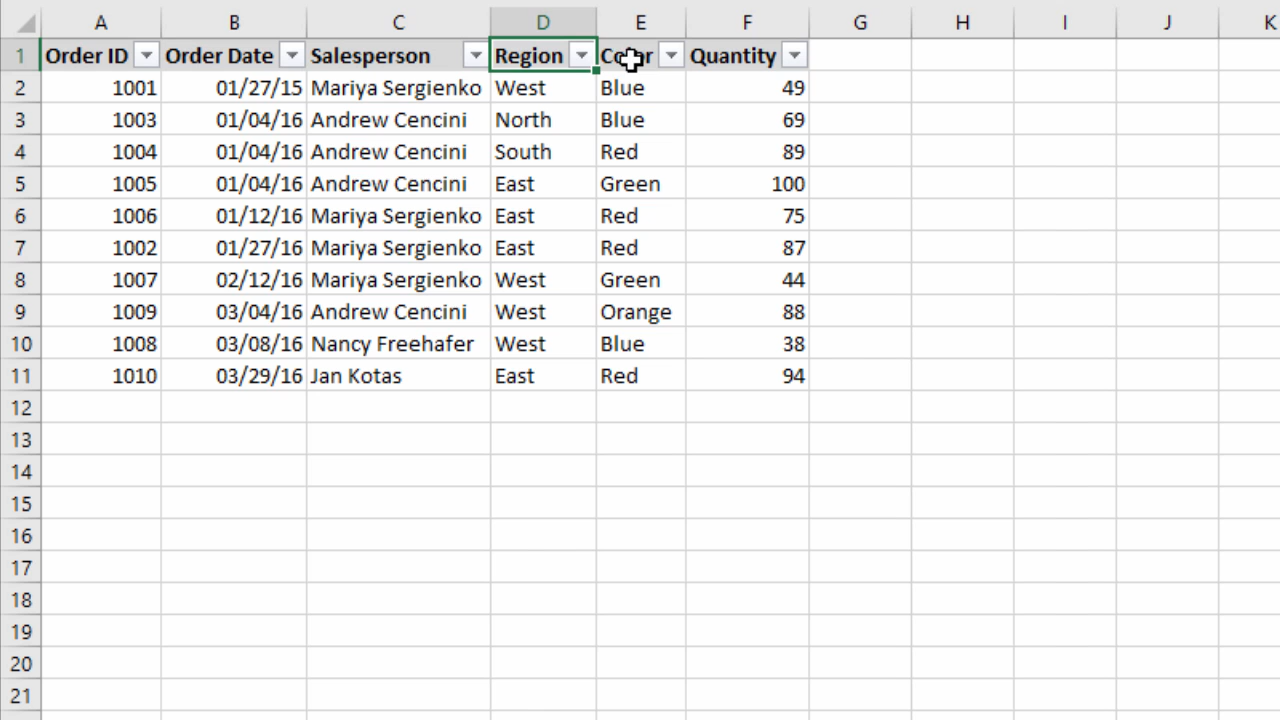 A B C D E F G H I J K
1 Order ID Order Date Salesperson Region Quantity
2 1001 01/27/15 Mariya Sergienko West Blue 49
3 1003 01/04/16 Andrew Cencini North Blue 69
4 1004 01/04/16 Andrew Cencini South Red 89
5 1005 01/04/16 Andrew Cencini East Green 100
6 1006 01/12/16 Mariya Sergienko East Red 75
7 1002 01/27/16 Mariya Sergienko East Red 87
8 1007 02/12/16 Mariya Sergienko West Green 44
9 1009 03/04/16 Andrew Cencini West Orange 88
10 1008 03/08/16 Nancy Freehafer West Blue 38
11 1010 03/29/16 Jan Kotas East Red 94
12
13
14
15
16
17
18
19
20
21